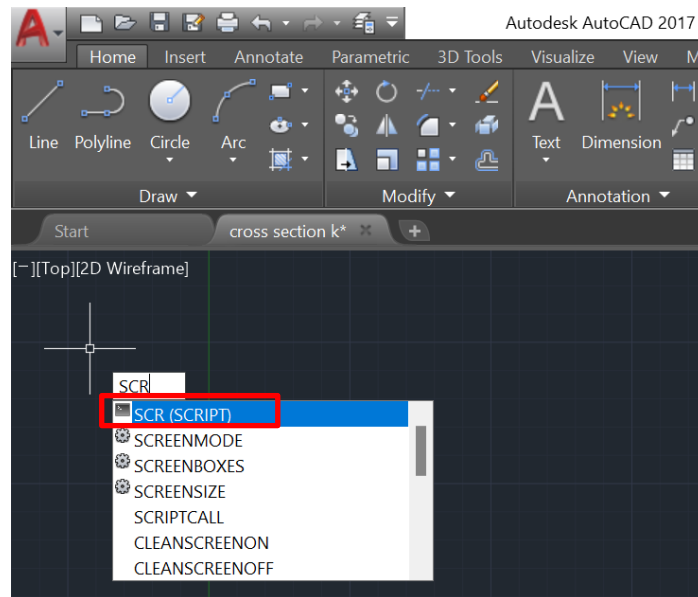 Autodesk AutoCAD 2017
Home Insert Annotate Parametric 3D Tools Visualize View M
Line Polyline Circle Arc Text Dimension
Draw Modify Annotation
Start cross section k*
[-][Top][2D Wireframe]
SCR
SCR (SCRIPT)
SCREENMODE
SCREENBOXES
SCREENSIZE
SCRIPTCALL
CLEANSCREENON
CLEANSCREENOFF